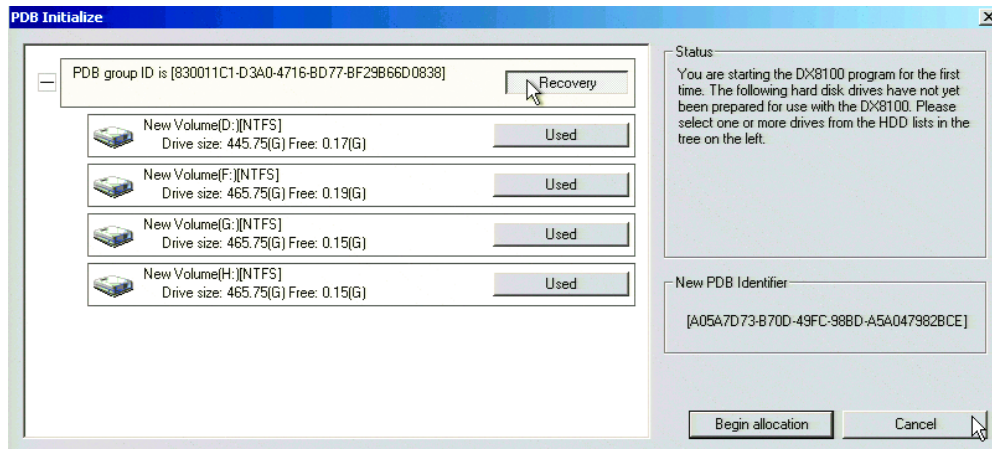 PDB Initialize
PDB group ID is [830011C1-D3A0-4716-BD77-BF29B66D0838]
Recovery
New Volume(D:)[NTFS]
Drive size: 445.75(G) Free: 0.17(G)
Used
New Volume(F:)[NTFS]
Drive size: 465.75(G) Free: 0.19(G)
Used
New Volume(G:)[NTFS]
Drive size: 465.75(G) Free: 0.15(G)
Used
New Volume(H:)[NTFS]
Drive size: 465.75(G) Free: 0.15(G)
Used
Status
You are starting the DX8100 program for the first
time. The following hard disk drives have not yet
been prepared for use with the DX8100. Please
select one or more drives from the HDD lists in the
tree on the left.
New PDB Identifier
[A05A7D73-B70D-49FC-98BD-A5A047982BCE]
Begin allocation
Cancel